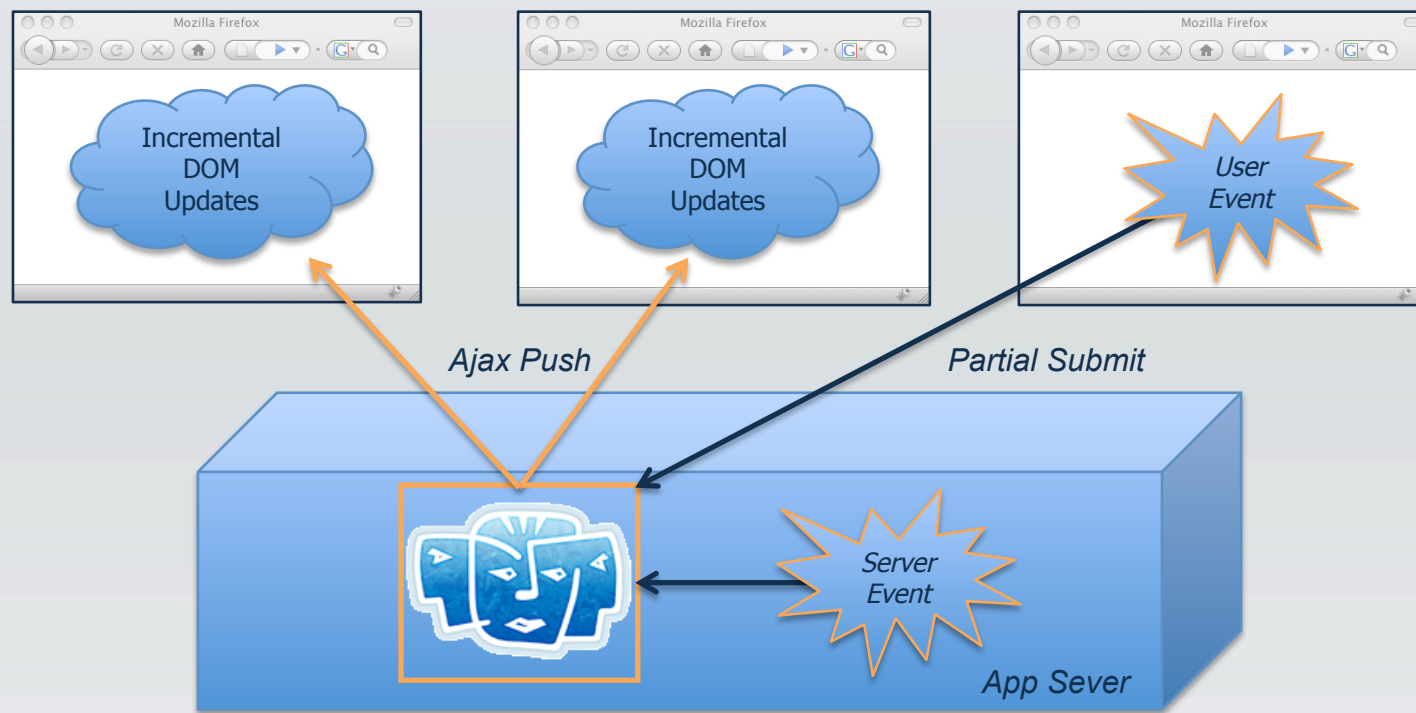 Mozilla Firefox
Mozilla Firefox
Mozilla Firefox
G
G
G
Incremental
DOM
Updates
Incremental
DOM
Updates
User
Event
Ajax Push
Partial Submit
Server
Event
App Sever